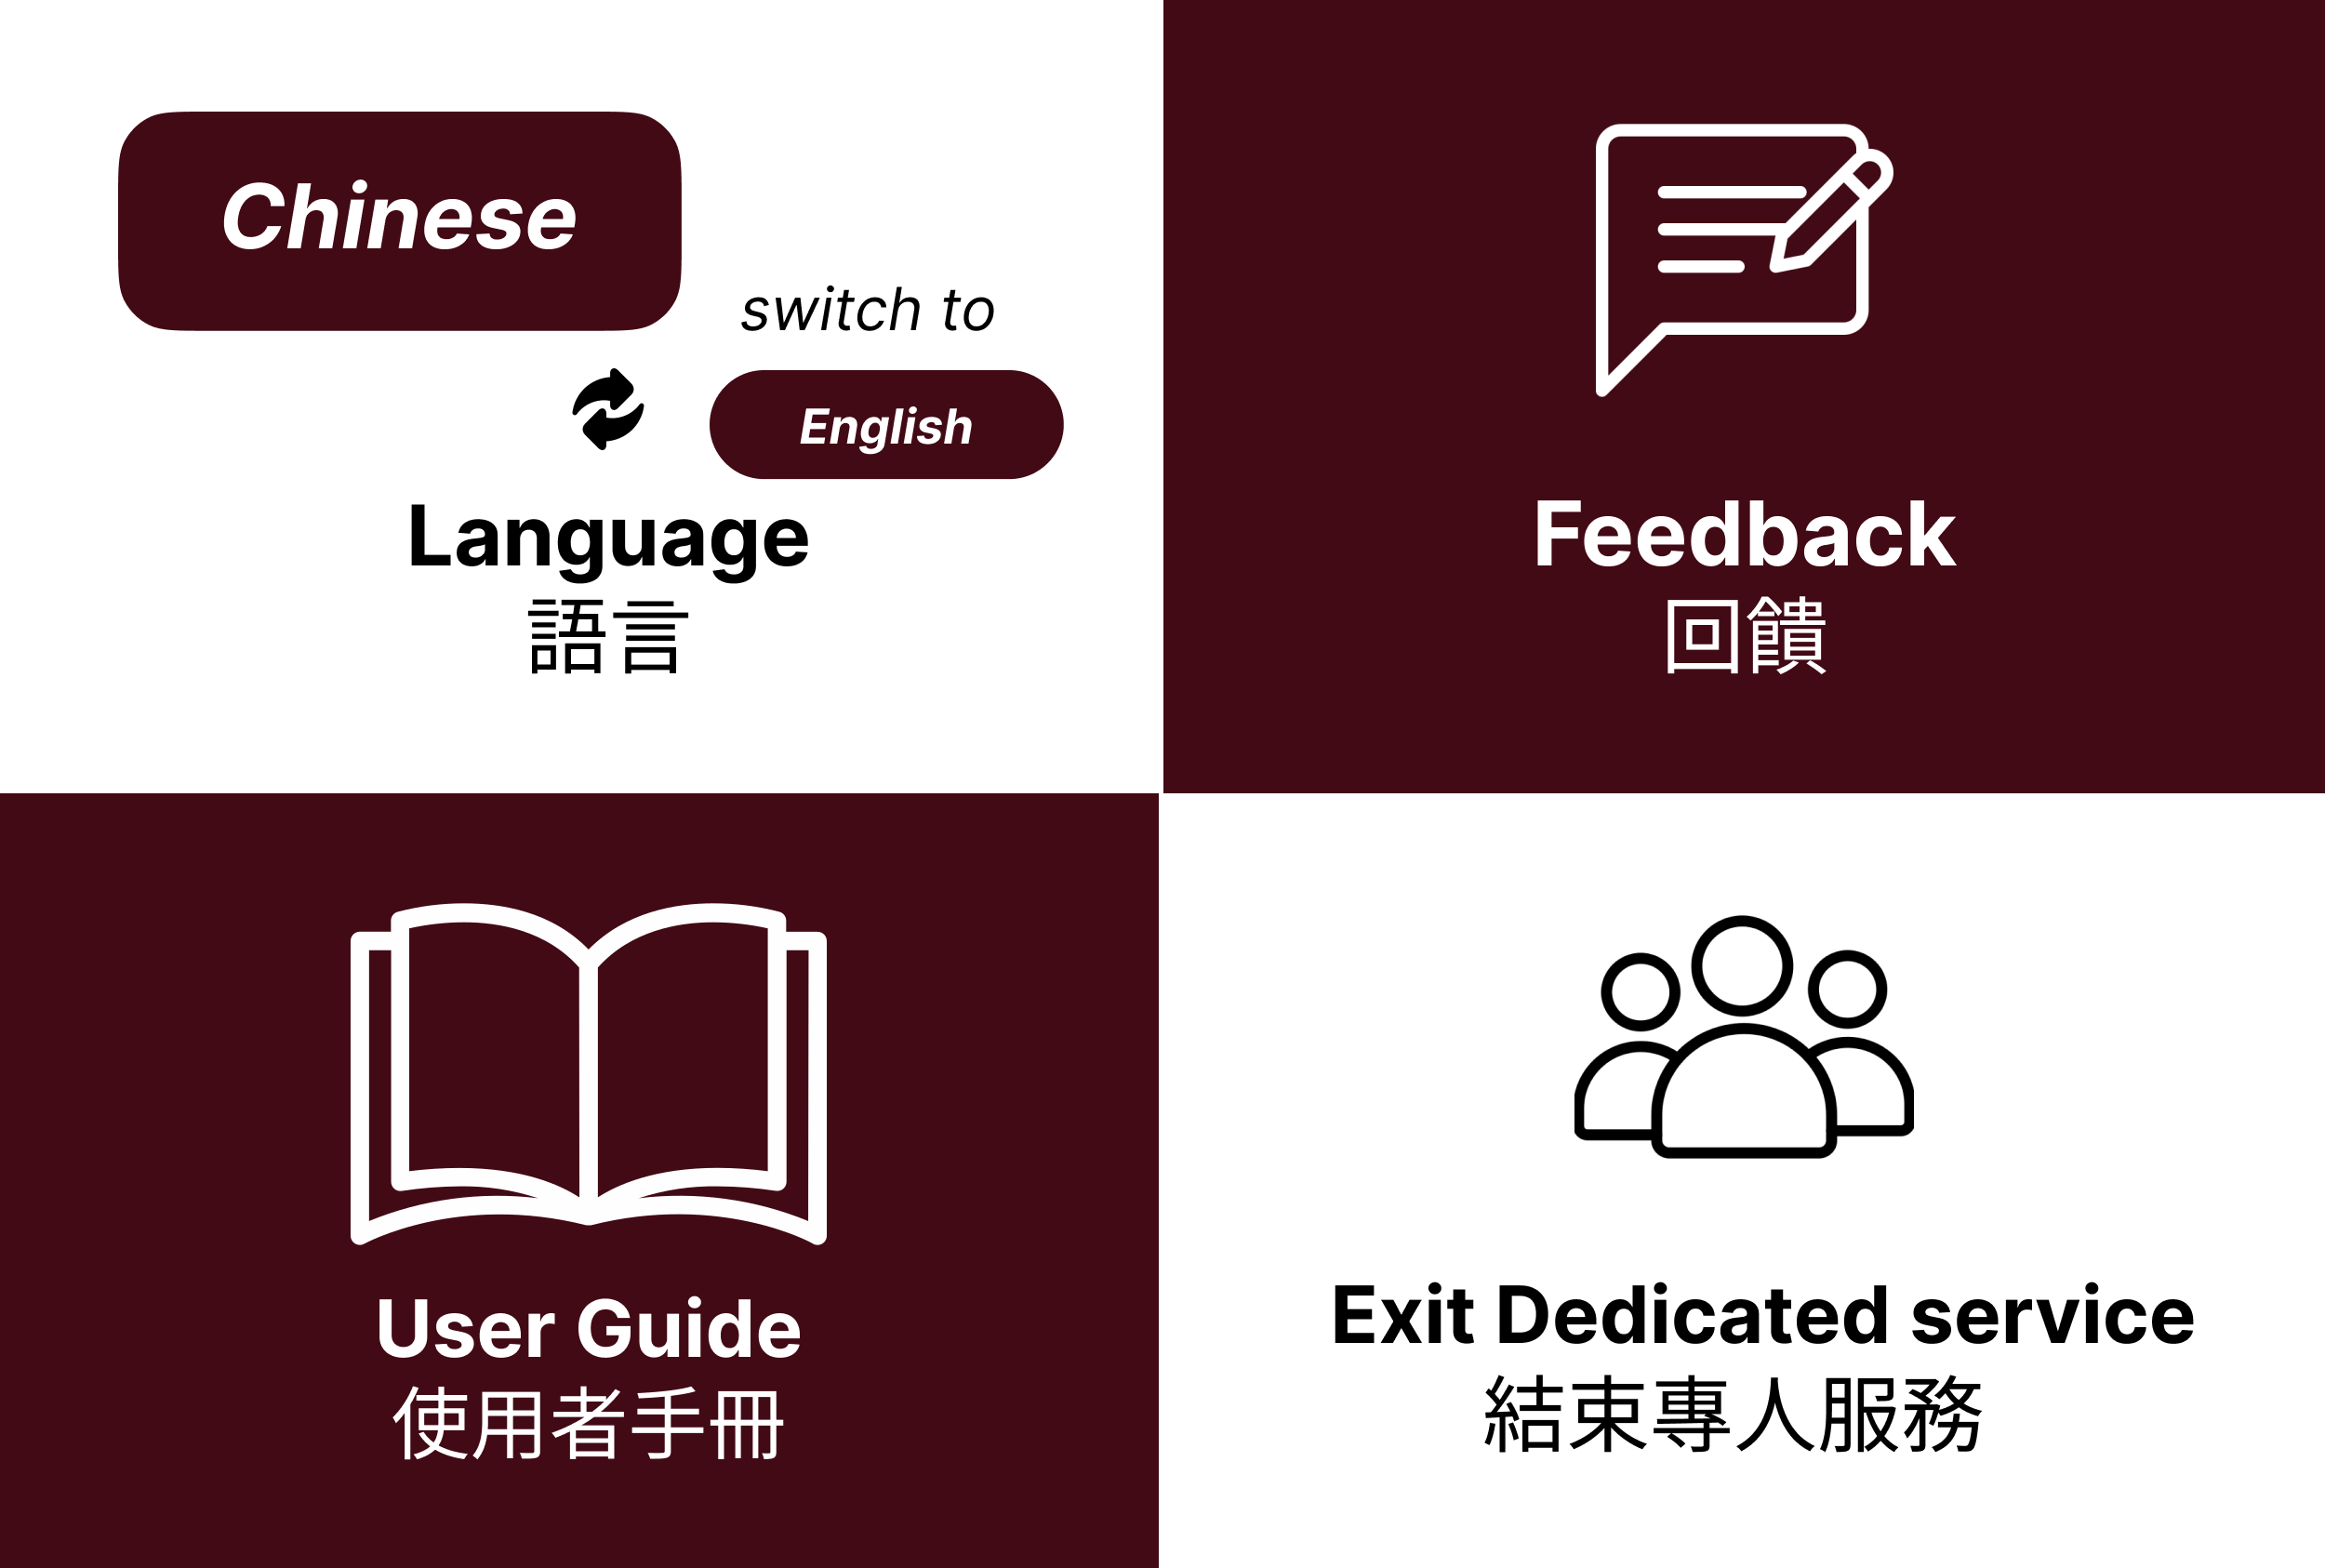 Chinese
switch to
English
Language
語言
Feedback
回饋
User Guide
使用者手冊
Exit Dedicated service
結束專人服務